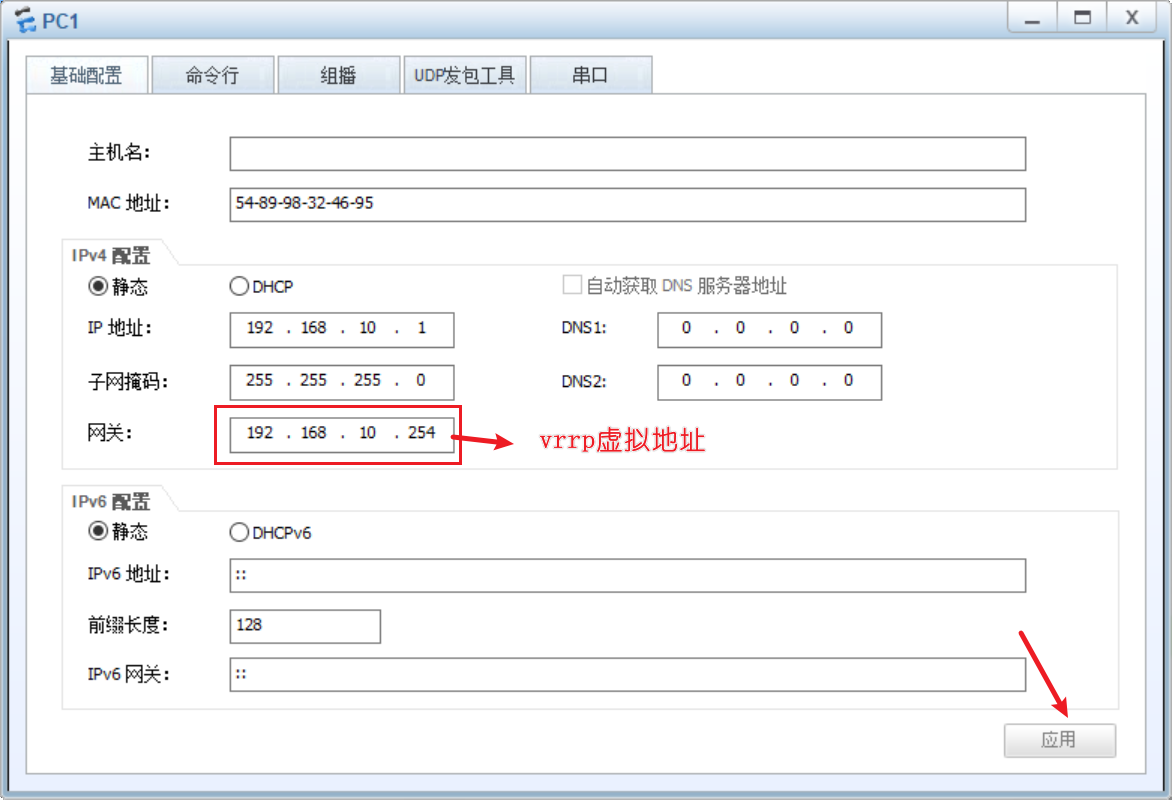 PC1
基础配置 命令行 组播 UDP发包工具 串口
主机名:
MAC 地址: 54-89-98-32-46-95
IPv4 配置
静态 DHCP 自动获取 DNS 服务器地址
IP 地址: 192 . 168 . 10 . 1 DNS1: 0 . 0 . 0 . 0
子网掩码: 255 . 255 . 255 . 0 DNS2: 0 . 0 . 0 . 0
网关: 192 . 168 . 10 . 254 vrrp虚拟地址
IPv6 配置
静态 DHCPv6
IPv6 地址: ::
前缀长度: 128
IPv6 网关: ::
应用